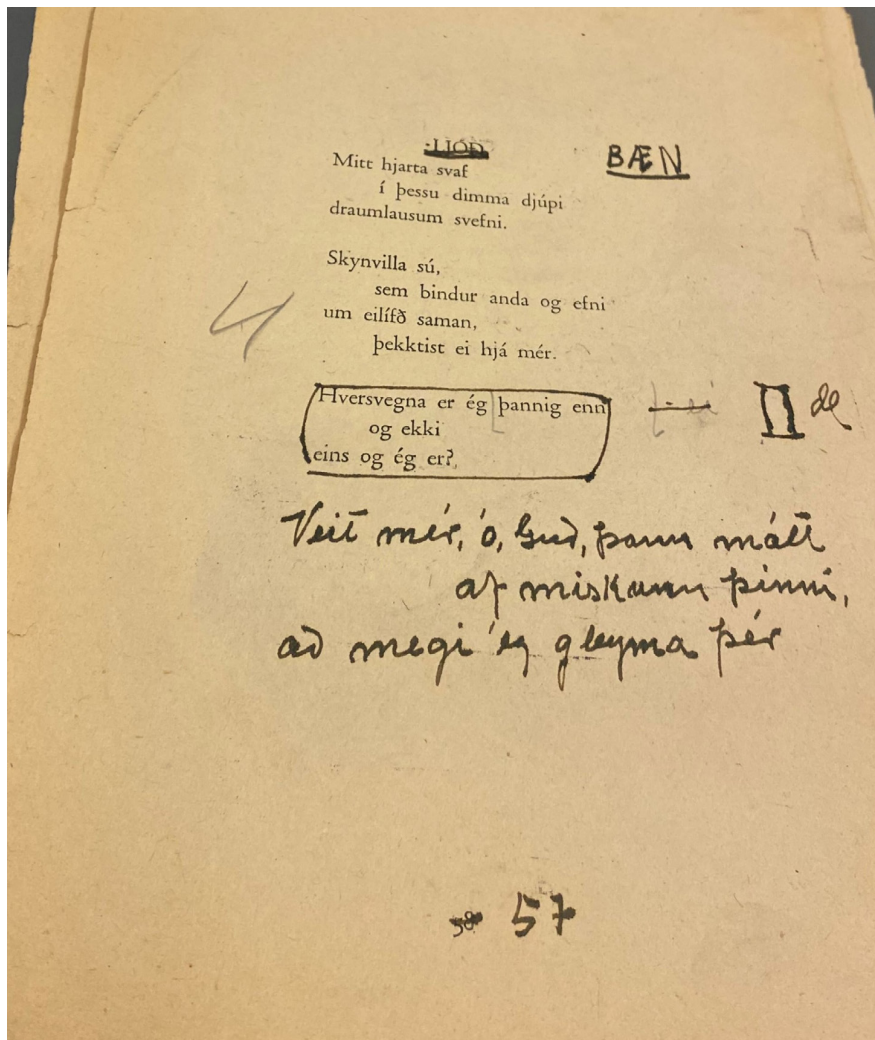 LJÓÐ
BÆN
Mitt hjarta svaf
í þessu dimma djúpi
draumlausum svefni.
Skynvilla sú,
sem bindur anda og efni
um eilífð saman,
þekktist ei hjá mér.
Hversvegna er ég þannig enn
og ekki
eins og ég er?
Veit mér, ó, Guð, þann mátt
af miskunn þinni,
að megi ég gleyma þér
58 57